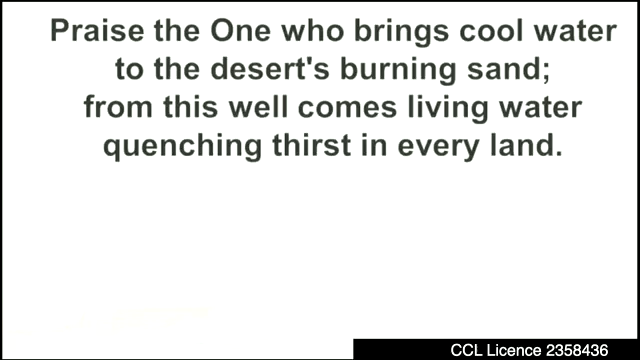 Praise the One who brings cool water
to the desert's burning sand;
from this well comes living water
quenching thirst in every land.
CCL Licence 2358436